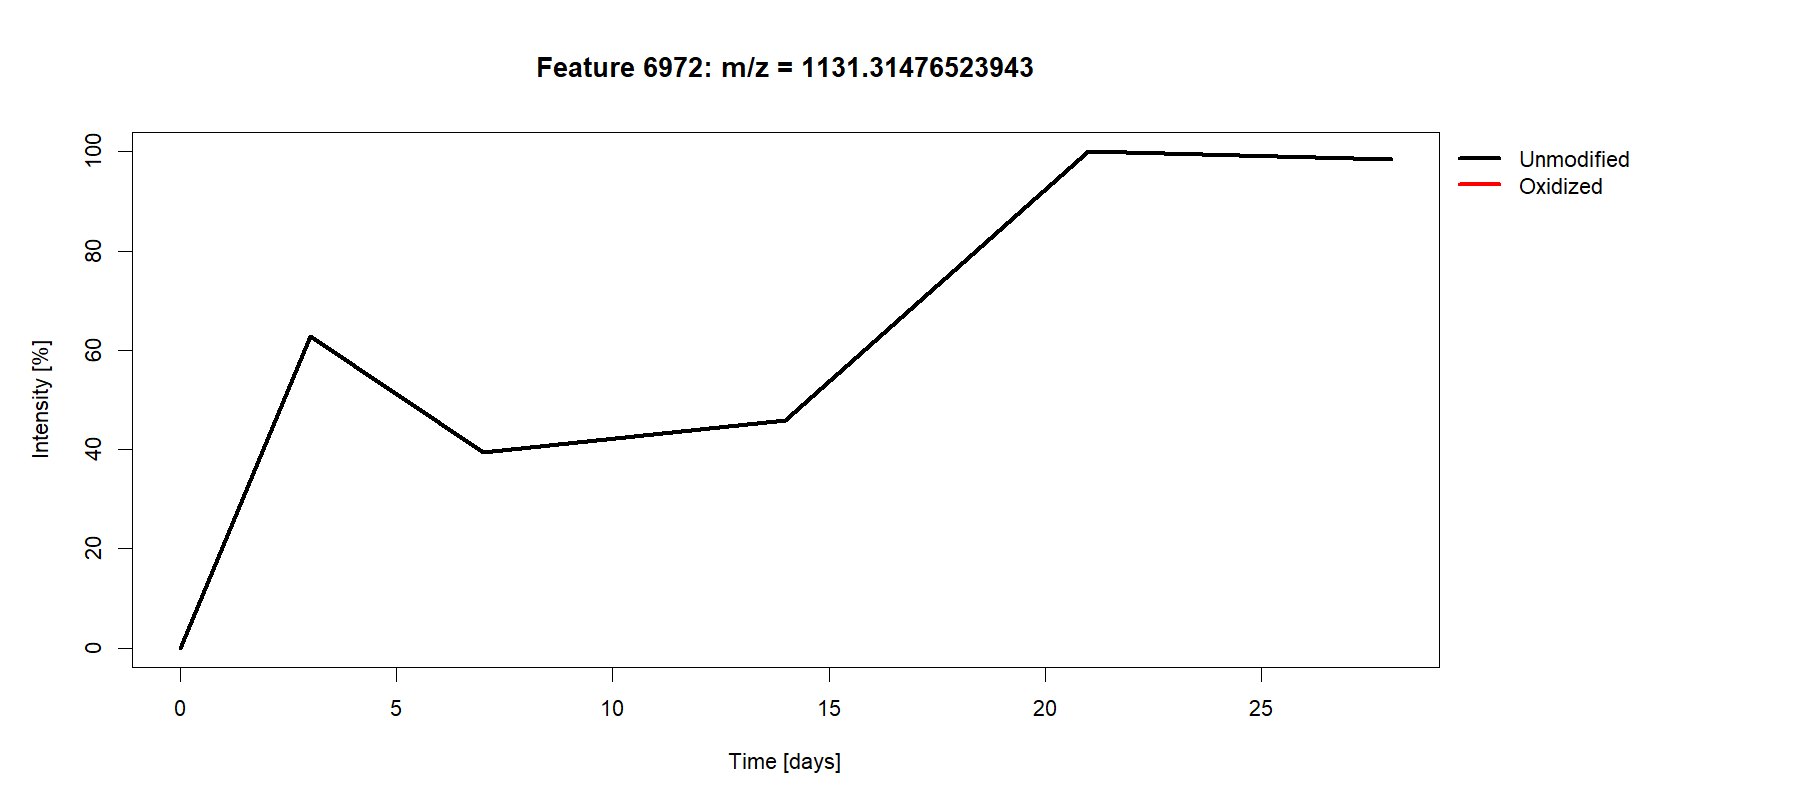 Feature 6972: m/z = 1131.31476523943
Unmodified
Oxidized
Intensity [%]
100
80
60
40
20
0
0 5 10 15 20 25
Time [days]